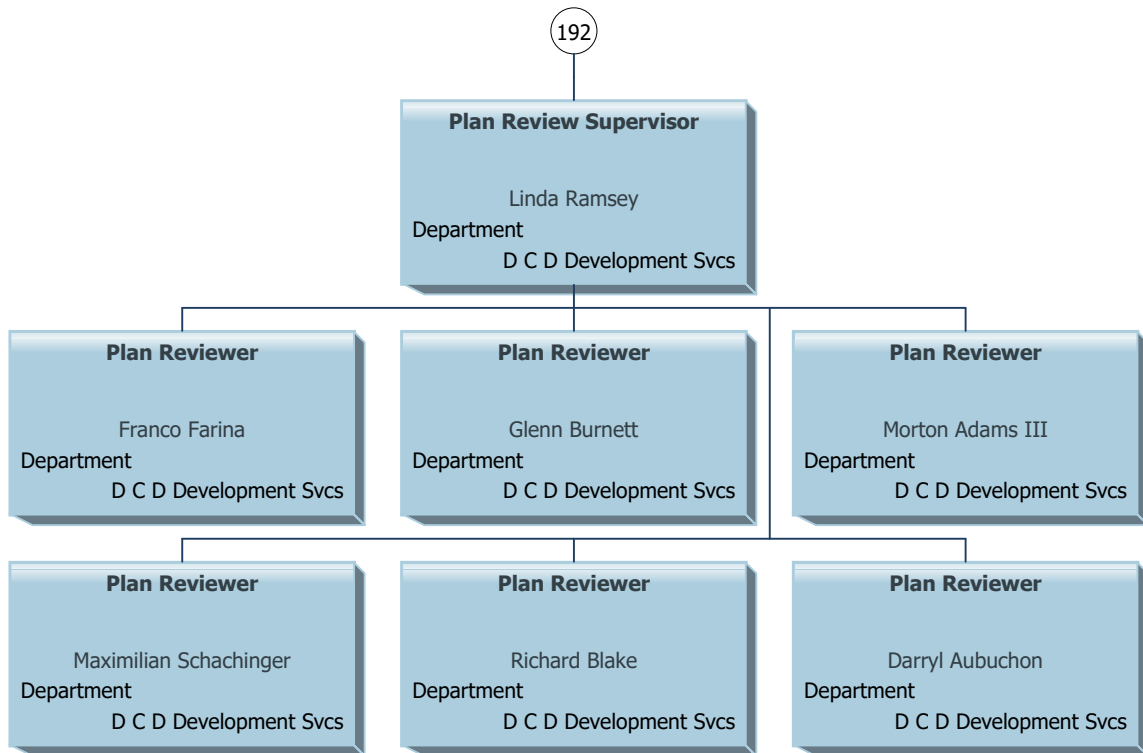 192
Plan Review Supervisor
Linda Ramsey
Department
D C D Development Svcs
Plan Reviewer
Franco Farina
Department
D C D Development Svcs
Plan Reviewer
Glenn Burnett
Department
D C D Development Svcs
Plan Reviewer
Morton Adams III
Department
D C D Development Svcs
Plan Reviewer
Maximilian Schachinger
Department
D C D Development Svcs
Plan Reviewer
Richard Blake
Department
D C D Development Svcs
Plan Reviewer
Darryl Aubuchon
Department
D C D Development Svcs